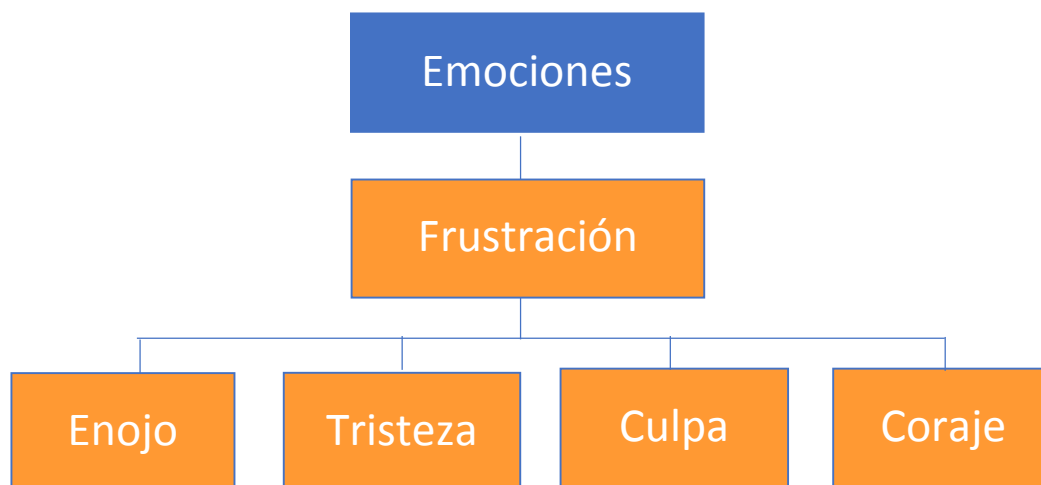 Emociones
Frustración
Enojo
Tristeza
Culpa
Coraje